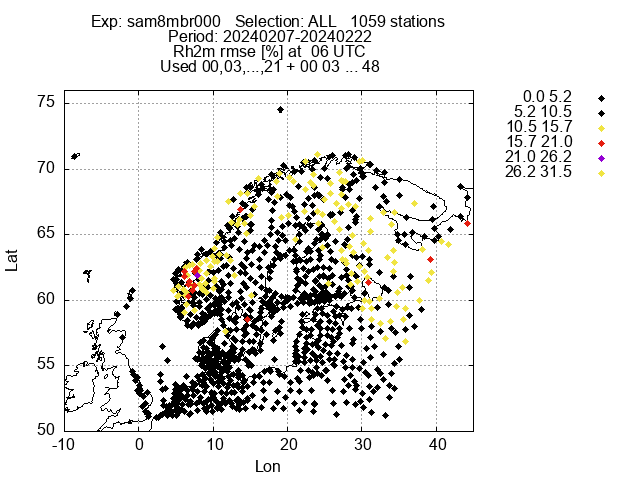 Exp: sam8mbr000 Selection: ALL 1059 stations
Period: 20240207-20240222
Rh2m rmse [%] at 06 UTC
Used 00,03,...,21 + 00 03 ... 48
0.0 5.2
5.2 10.5
10.5 15.7
15.7 21.0
21.0 26.2
26.2 31.5
75
70
65
60
55
50
Lat
-10 0 10 20 30 40
Lon